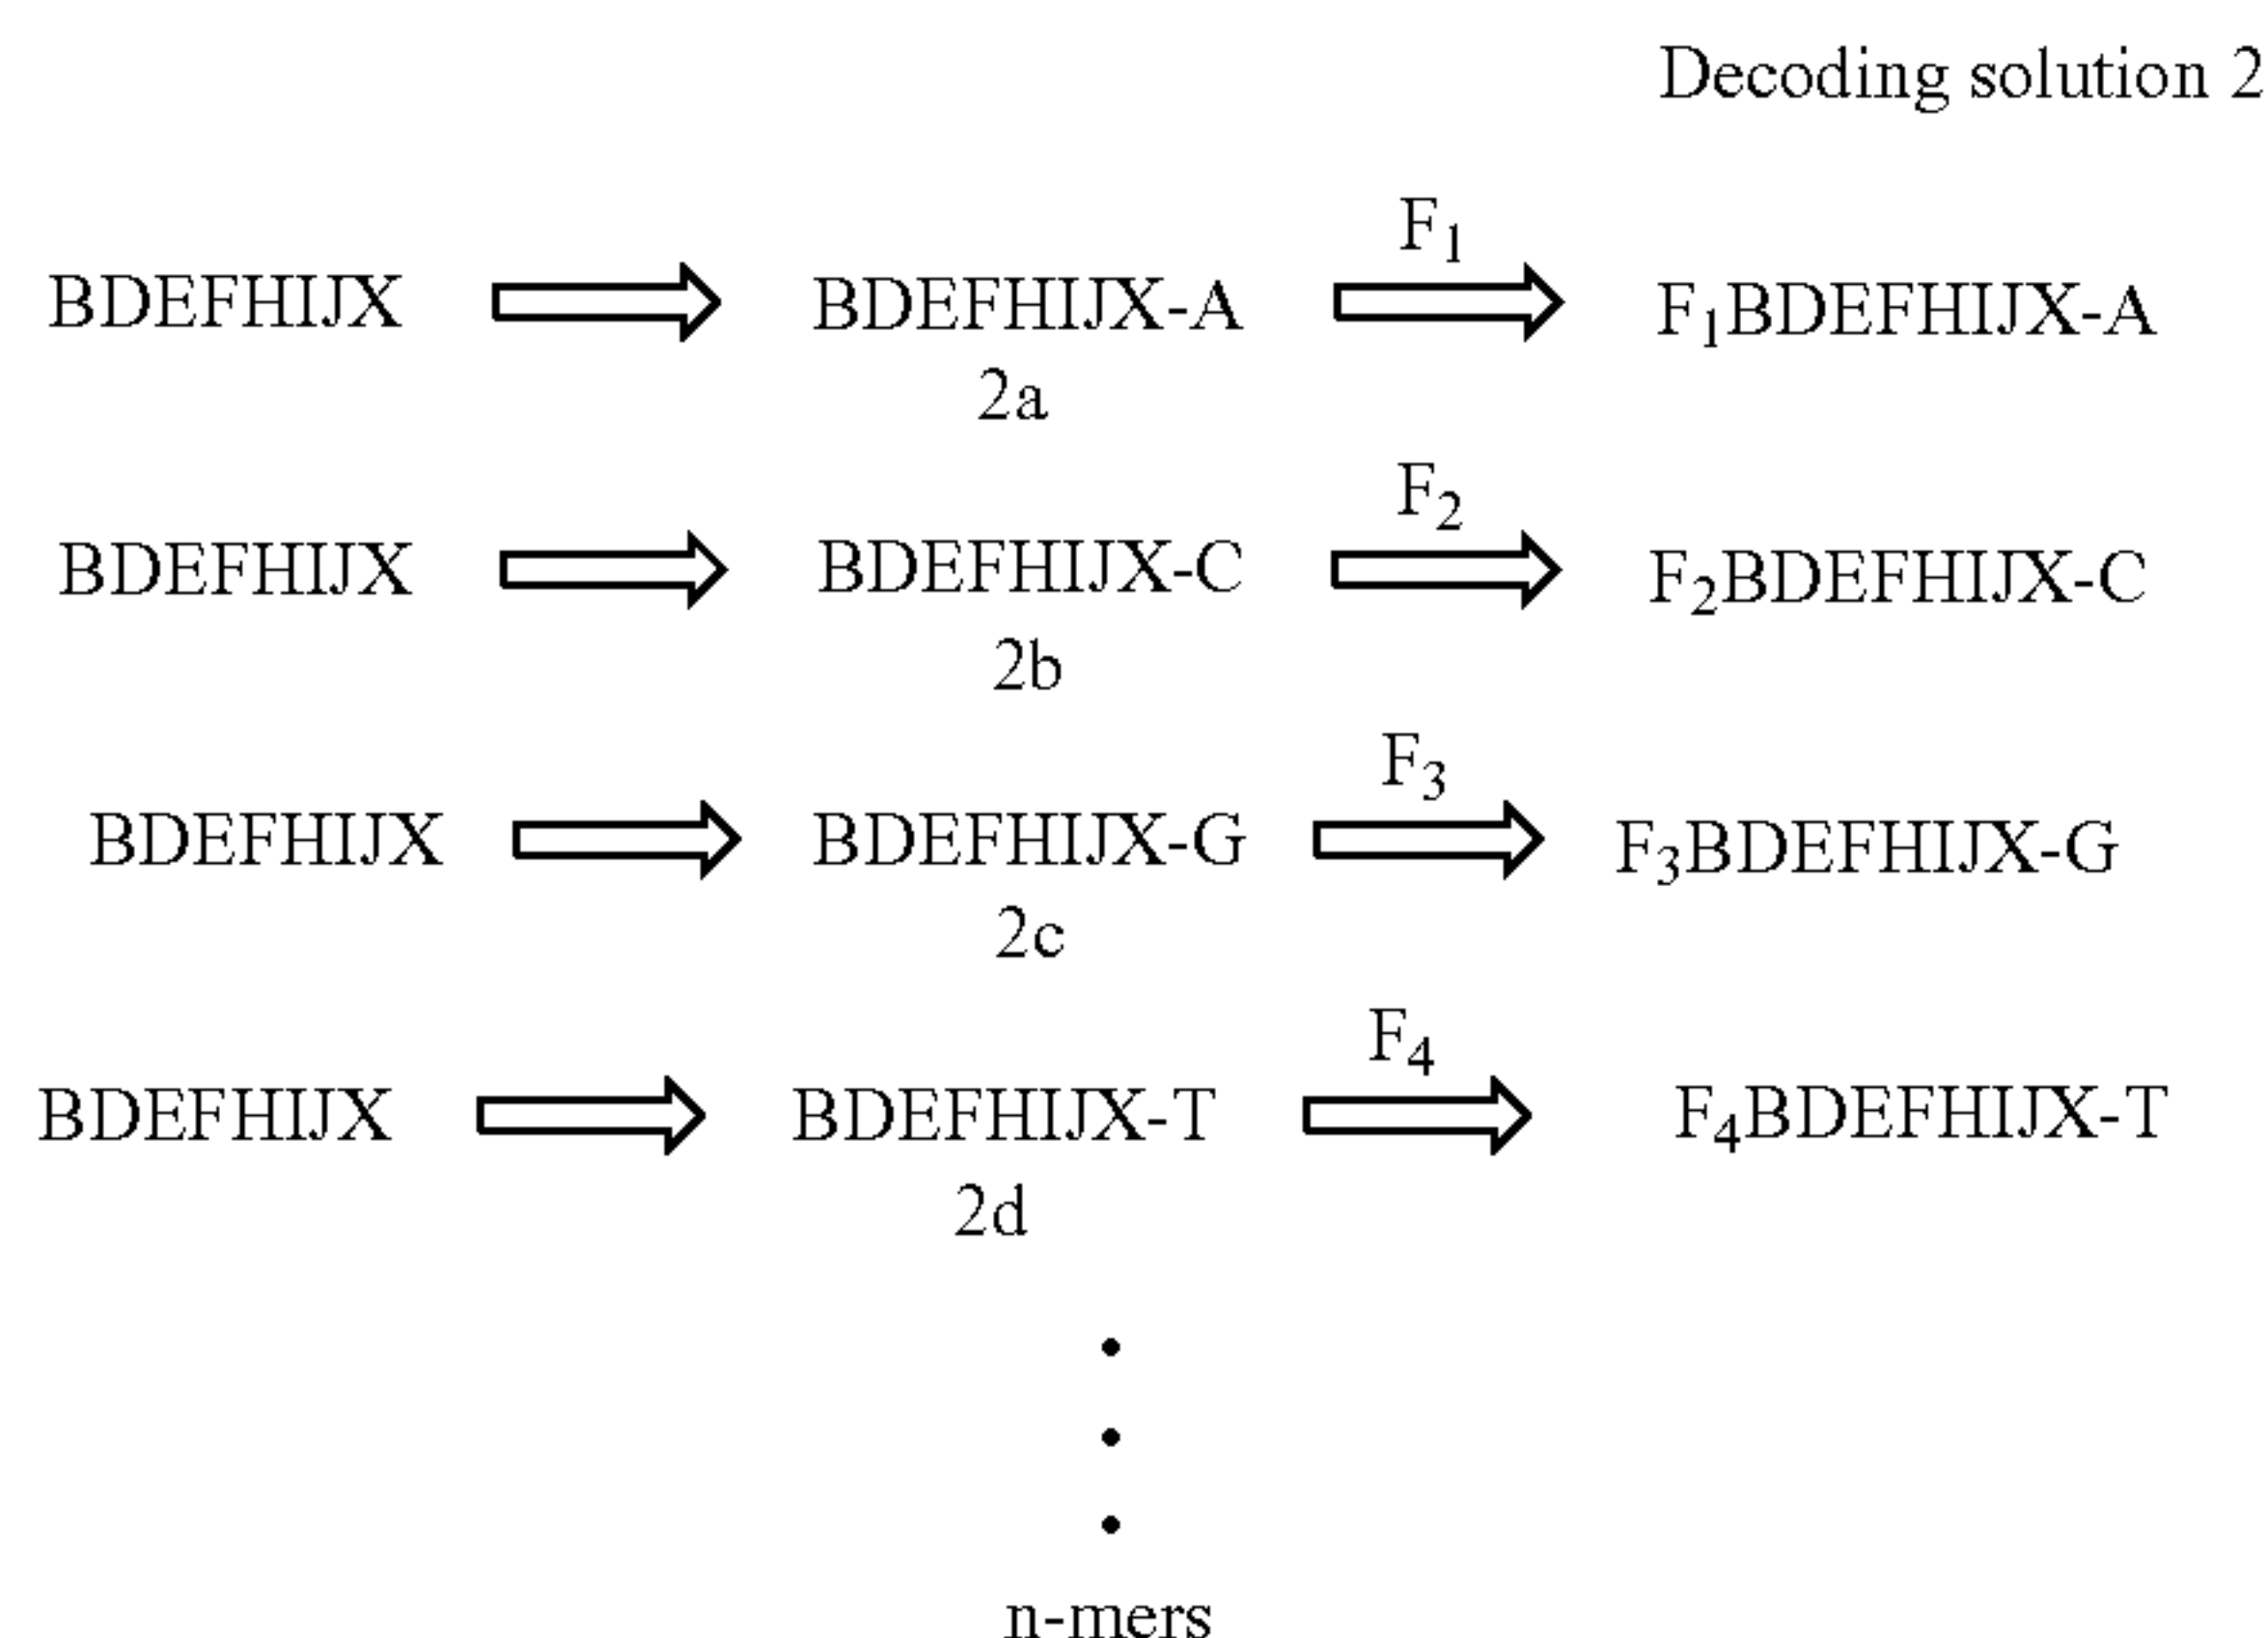 Decoding solution 2
F1
BDEFHIJX BDEFHIJX-A F1BDEFHIJX-A
2a
F2
BDEFHIJX BDEFHIJX-C F2BDEFHIJX-C
2b
F3
BDEFHIJX BDEFHIJX-G F3BDEFHIJX-G
2c
F4
BDEFHIJX BDEFHIJX-T F4BDEFHIJX-T
2d
n-mers